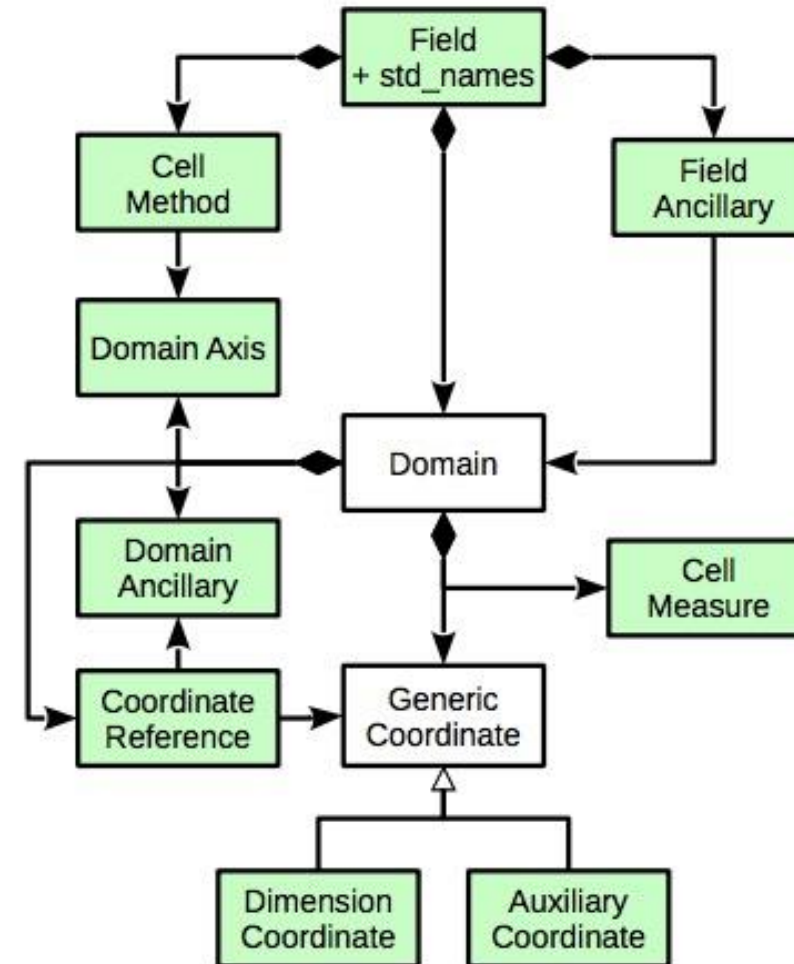 Field
+ std_names
Cell
Method
Field
Ancillary
Domain Axis
Domain
Domain
Ancillary
Cell
Measure
Coordinate
Reference
Generic
Coordinate
Dimension
Coordinate
Auxiliary
Coordinate